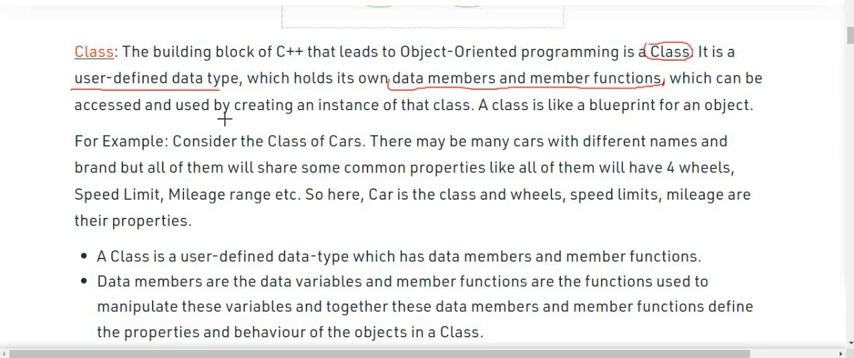 Class: The building block of C++ that leads to Object-Oriented programming is a Class. It is a
user-defined data type, which holds its own data members and member functions, which can be
accessed and used by creating an instance of that class. A class is like a blueprint for an object.
For Example: Consider the Class of Cars. There may be many cars with different names and
brand but all of them will share some common properties like all of them will have 4 wheels,
Speed Limit, Mileage range etc. So here, Car is the class and wheels, speed limits, mileage are
their properties.
• A Class is a user-defined data-type which has data members and member functions.
• Data members are the data variables and member functions are the functions used to
manipulate these variables and together these data members and member functions define
the properties and behaviour of the objects in a Class.